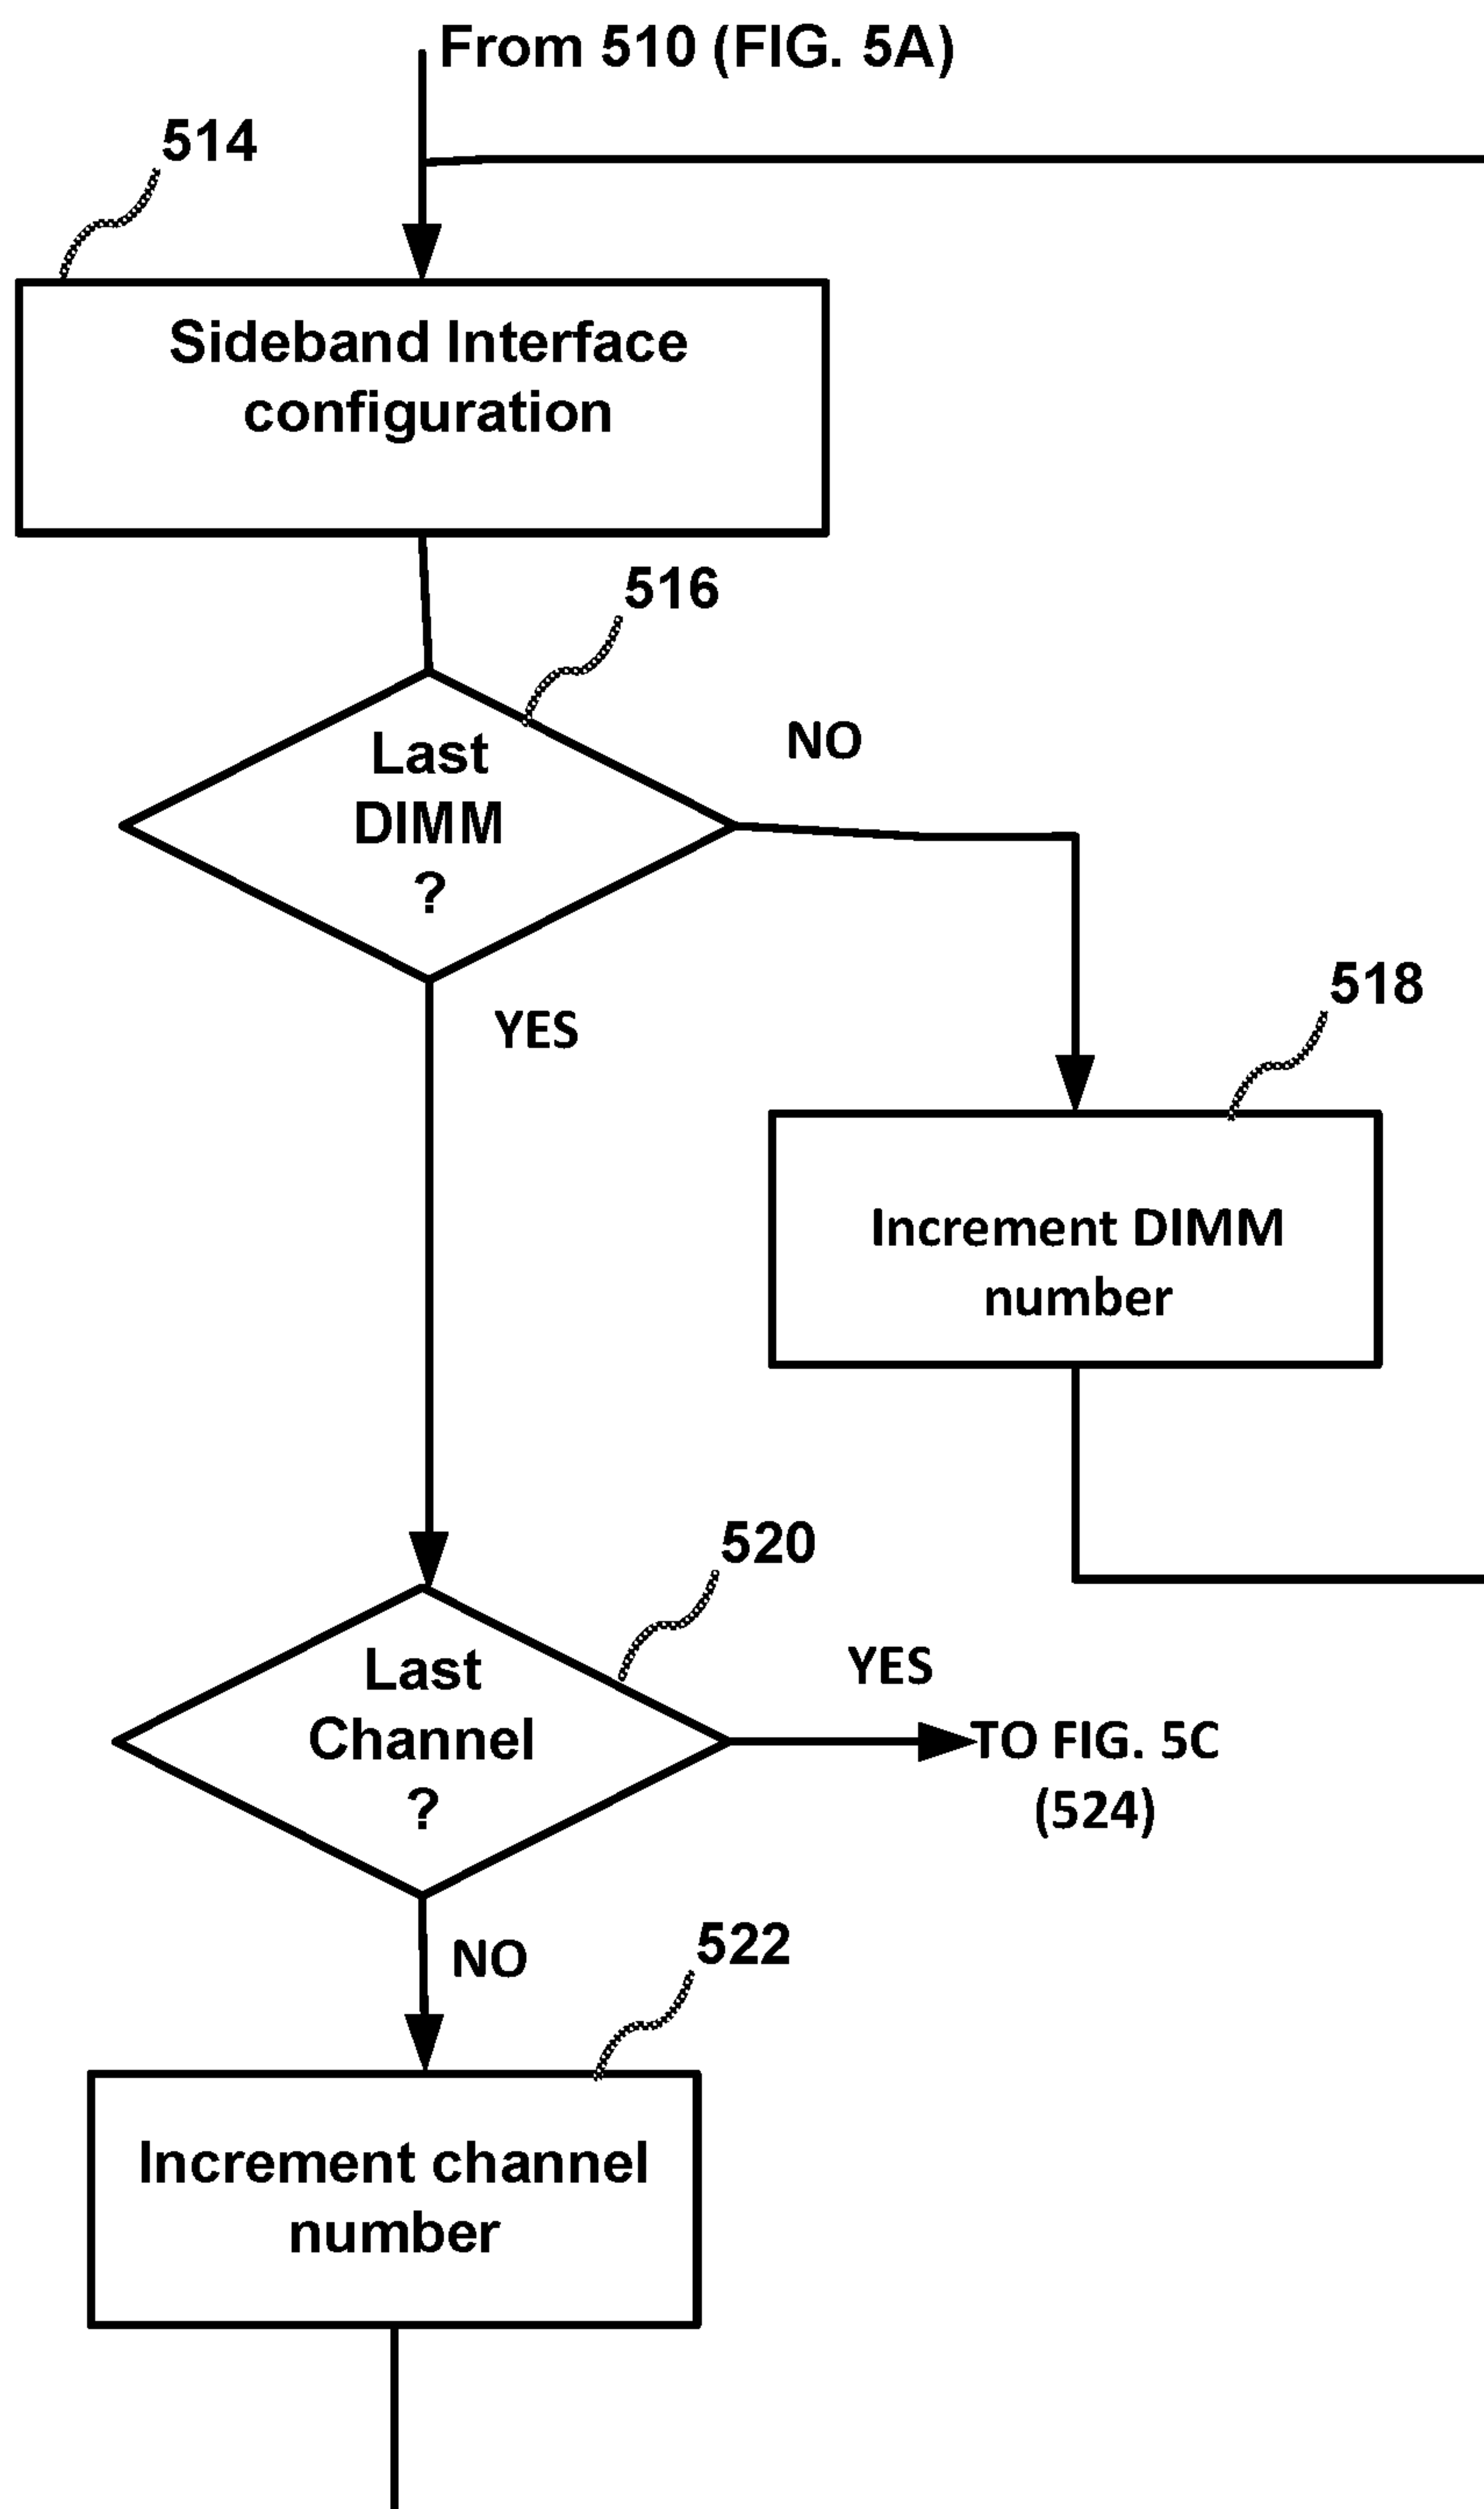 From 510 (FIG. 5A)
514
Sideband Interface
configuration
516
Last
DIMM
?
NO
YES
518
Increment DIMM
number
520
Last
Channel
?
YES
TO FIG. 5C
(524)
NO
522
Increment channel
number